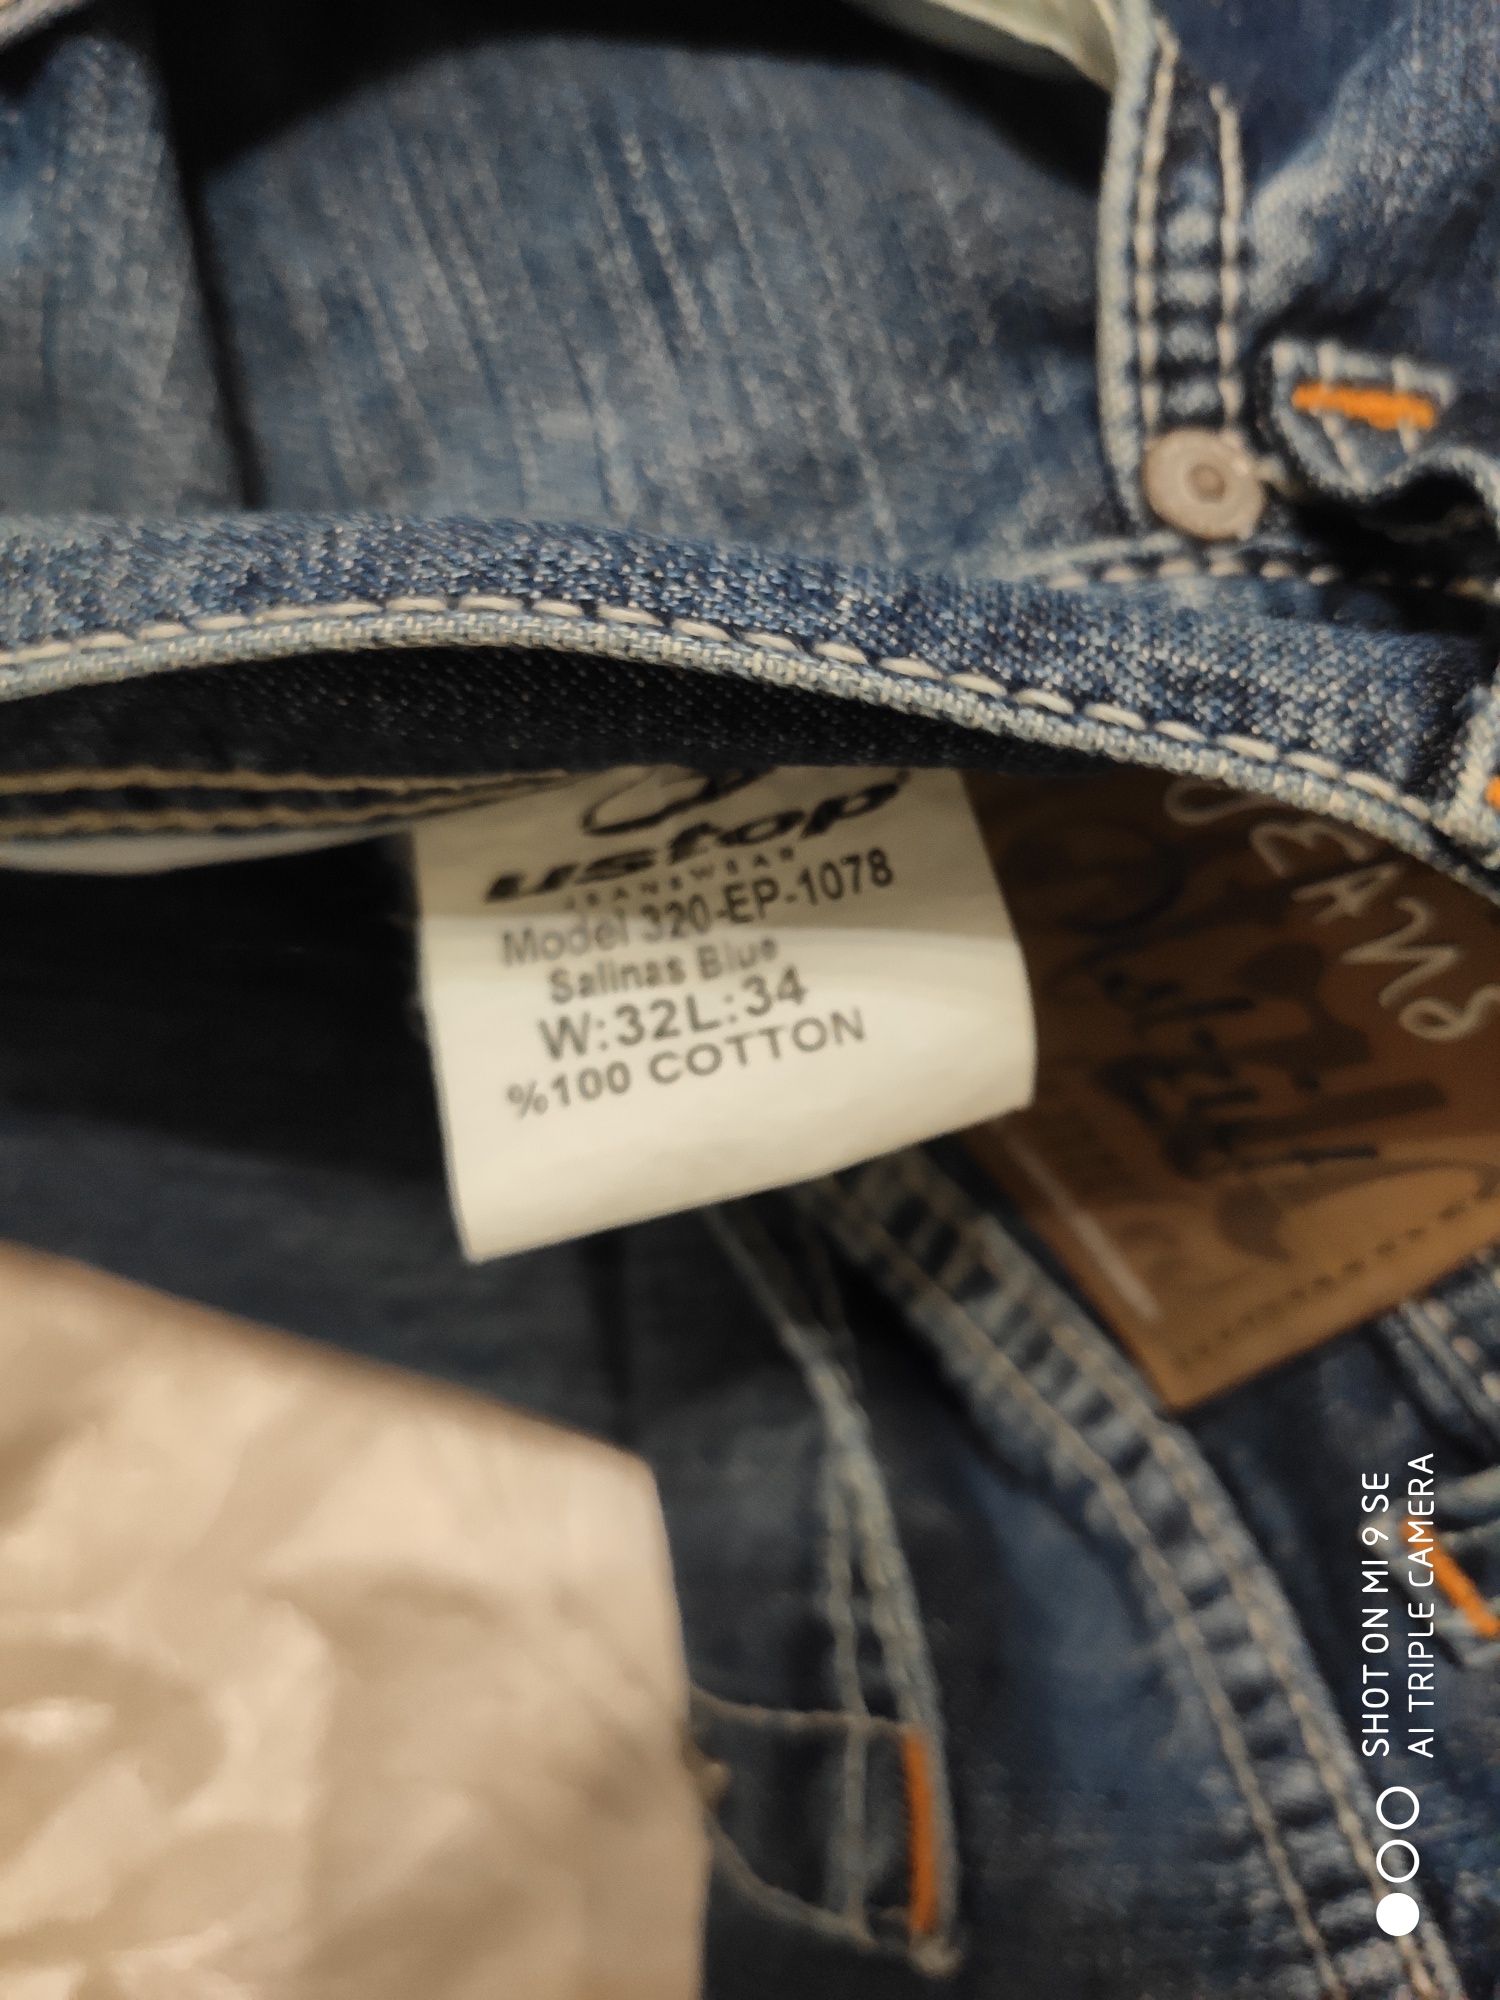 ustop
JEANSWEAR
Model 320-EP-1078
Salinas Blue
W:32L:34
%100 COTTON
JEANS
SHOT ON MI 9 SE
AI TRIPLE CAMERA